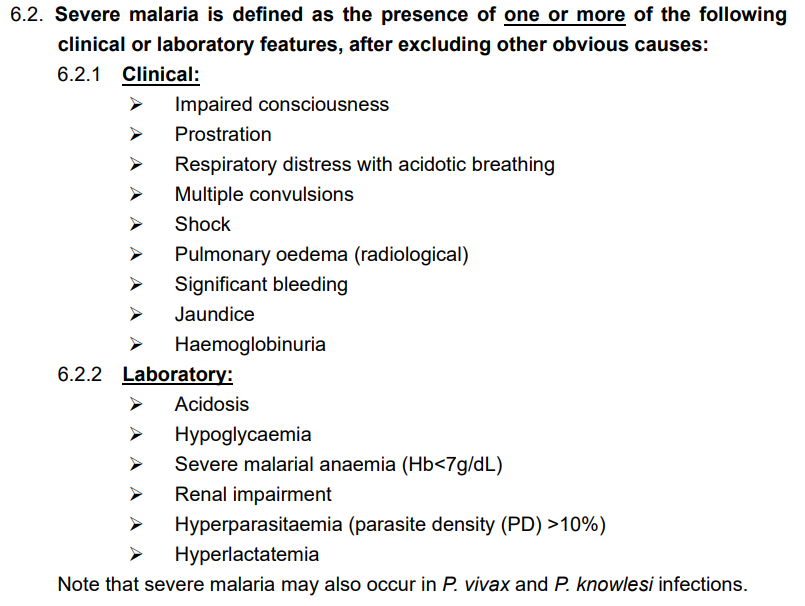 6.2. Severe malaria is defined as the presence of one or more of the following
clinical or laboratory features, after excluding other obvious causes:
6.2.1 Clinical:
➢ Impaired consciousness
➢ Prostration
➢ Respiratory distress with acidotic breathing
➢ Multiple convulsions
➢ Shock
➢ Pulmonary oedema (radiological)
➢ Significant bleeding
➢ Jaundice
➢ Haemoglobinuria
6.2.2 Laboratory:
➢ Acidosis
➢ Hypoglycaemia
➢ Severe malarial anaemia (Hb<7g/dL)
➢ Renal impairment
➢ Hyperparasitaemia (parasite density (PD) >10%)
➢ Hyperlactatemia
Note that severe malaria may also occur in P. vivax and P. knowlesi infections.